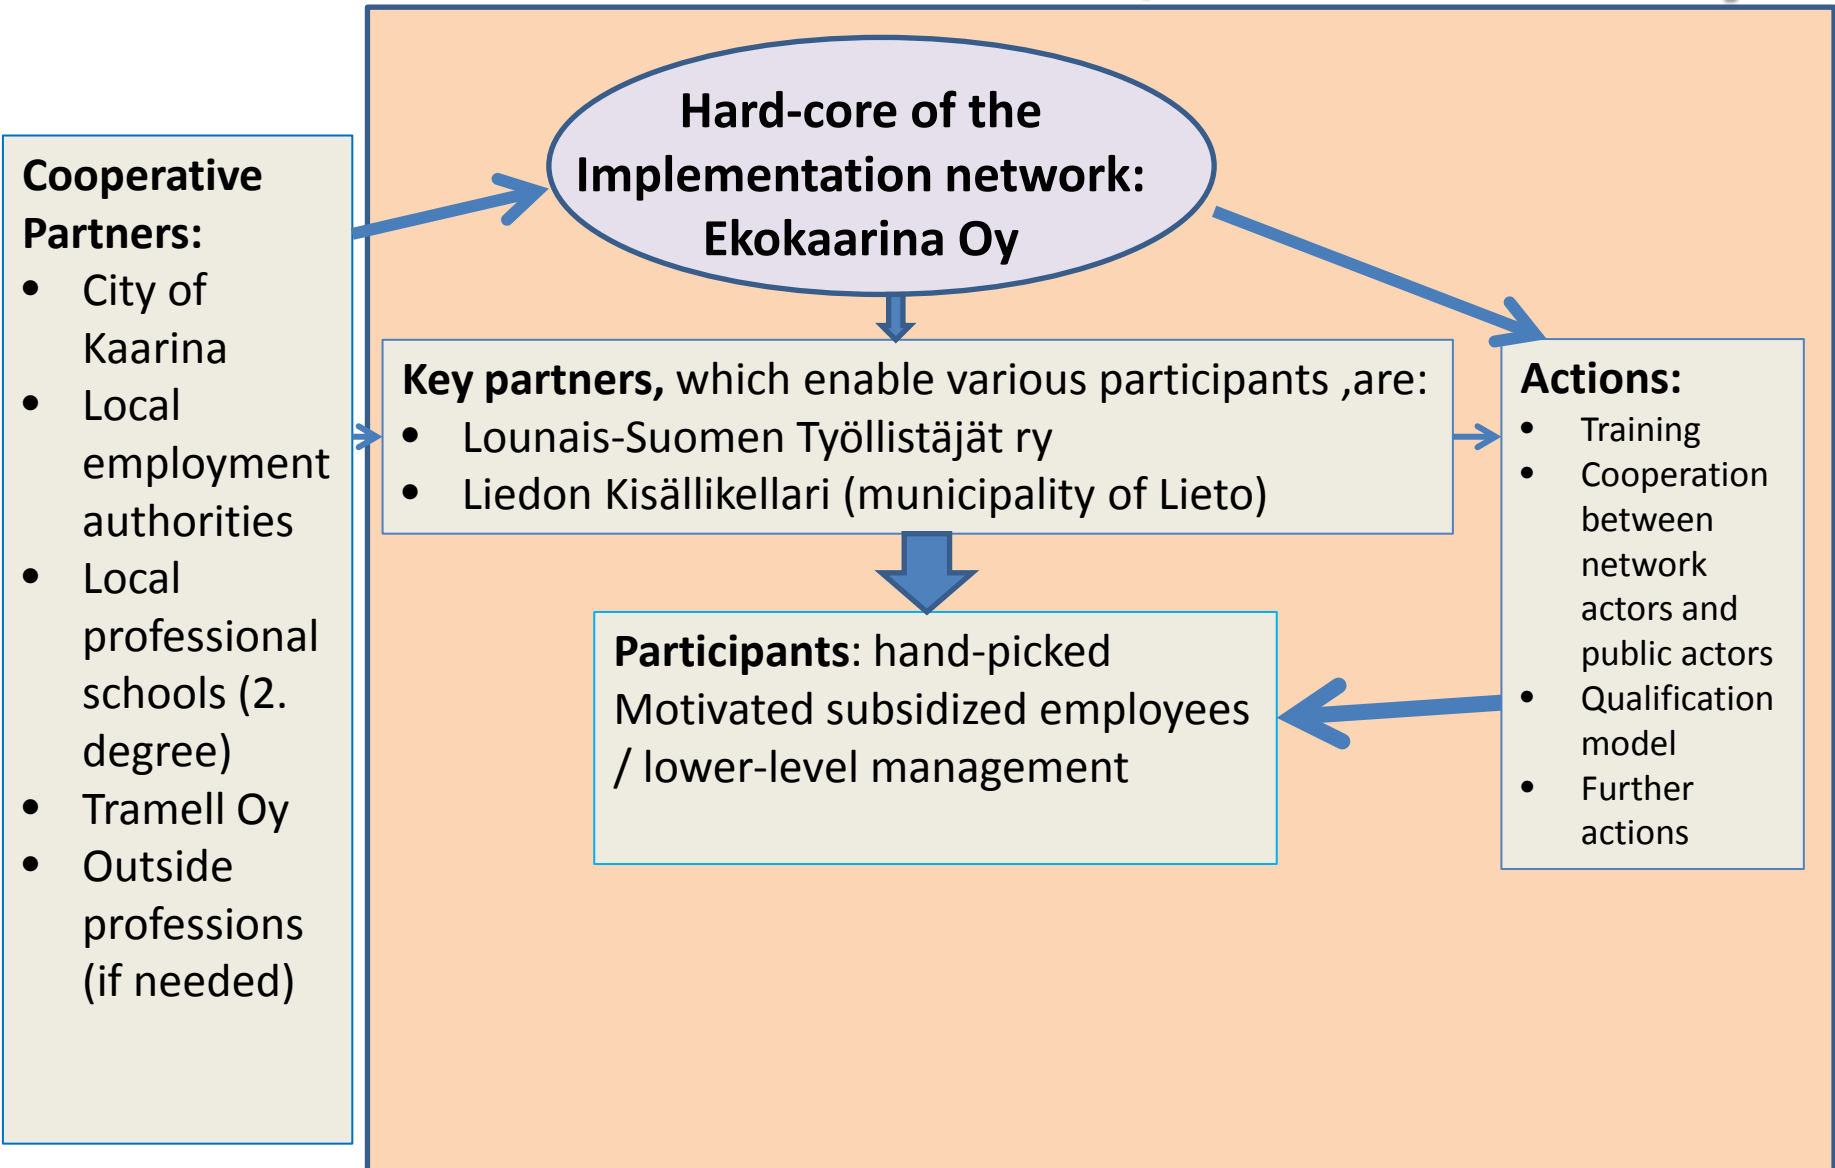 Hard-core of the
Implementation network:
Ekokaarina Oy
Cooperative
Partners:
• City of
Kaarina
• Local
employment
authorities
• Local
professional
schools (2.
degree)
• Tramell Oy
• Outside
professions
(if needed)
Key partners, which enable various participants ,are:
• Lounais-Suomen Työllistäjät ry
• Liedon Kisällikellari (municipality of Lieto)
Participants: hand-picked
Motivated subsidized employees
/ lower-level management
Actions:
• Training
• Cooperation
between
network
actors and
public actors
• Qualification
model
• Further
actions